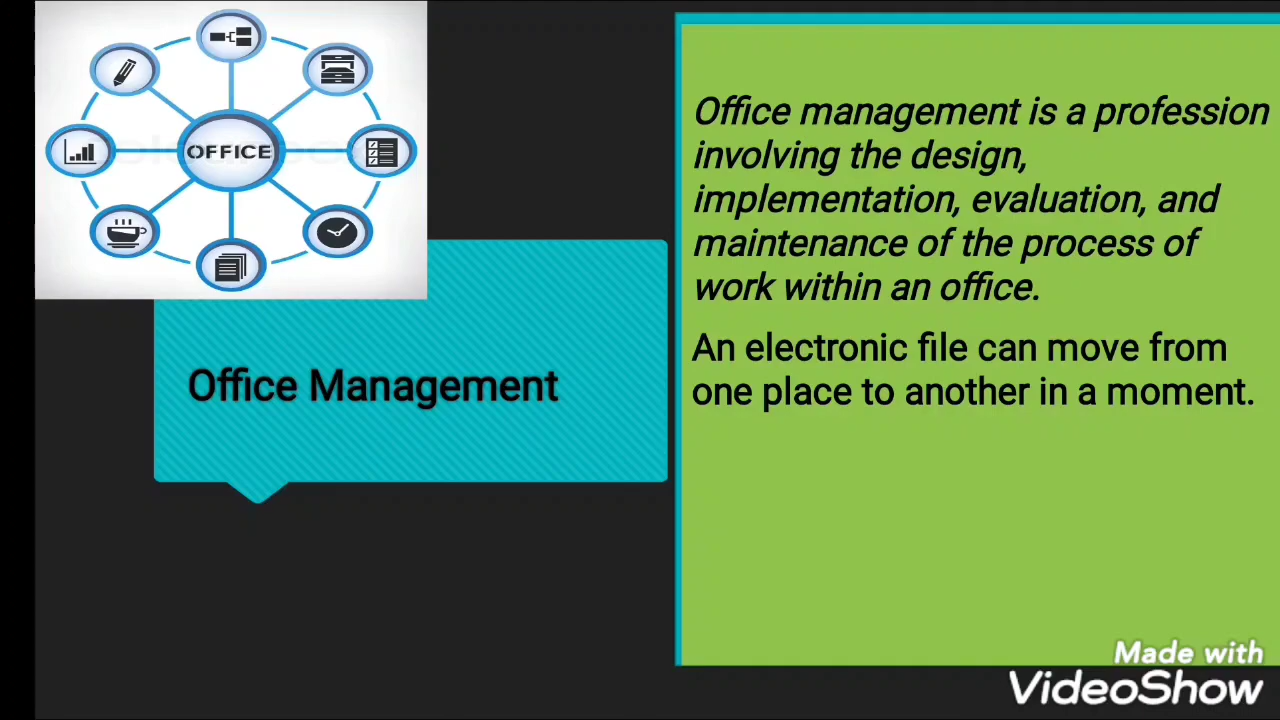 OFFICE
Office Management
Office management is a profession
involving the design,
implementation, evaluation, and
maintenance of the process of
work within an office.
An electronic file can move from
one place to another in a moment.
Made with
VideoShow